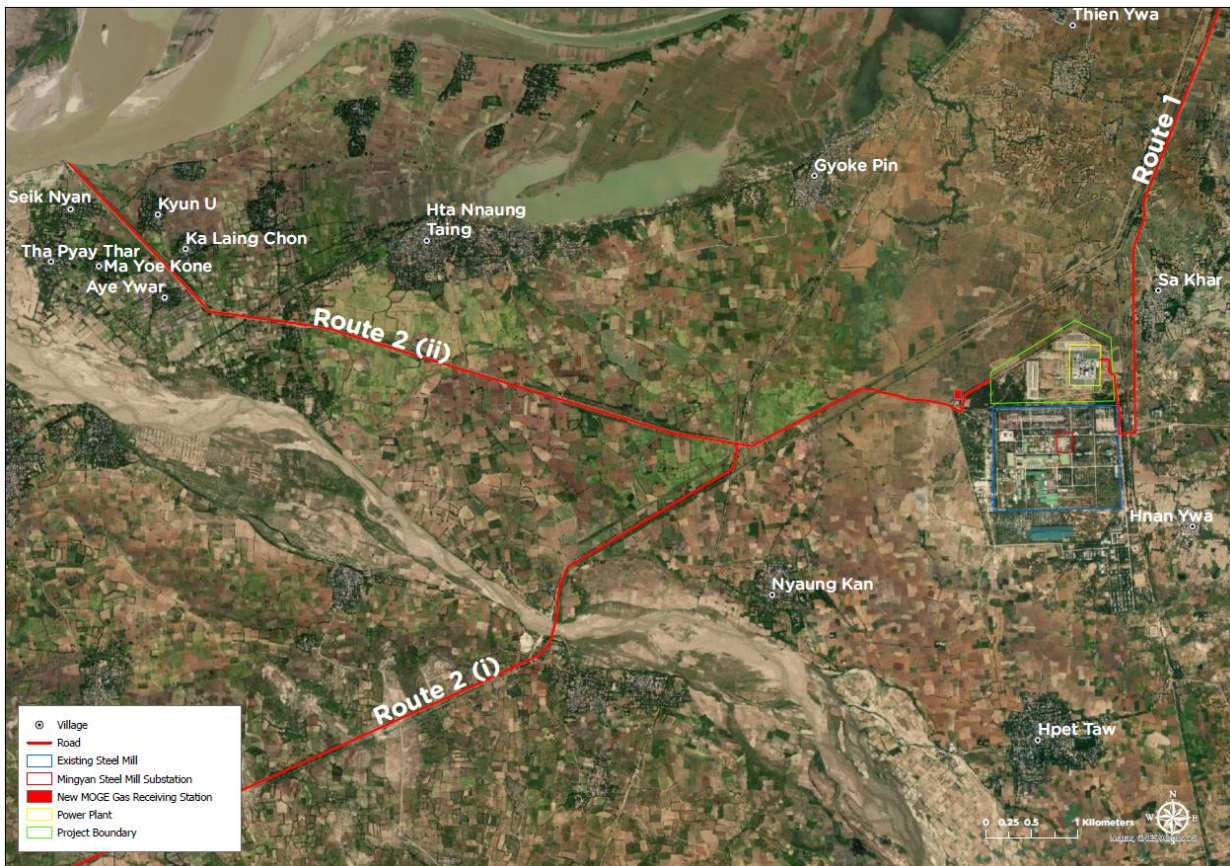 Thien Ywa
Route 1
Gyoke Pin
Seik Nyan
Kyun U
Hta Nnaung
Taing
Ka Laing Chon
Tha Pyay Thar
Ma Yoe Kone
Aye Ywar
Sa Khar
Route 2 (ii)
Hnan Ywa
Nyaung Kan
Route 2 (i)
Hpet Taw
Village
Road
Existing Steel Mill
Mingyan Steel Mill Substation
New MOGE Gas Receiving Station
Power Plant
Project Boundary
0 0.25 0.5 1 Kilometers
N
W E
S